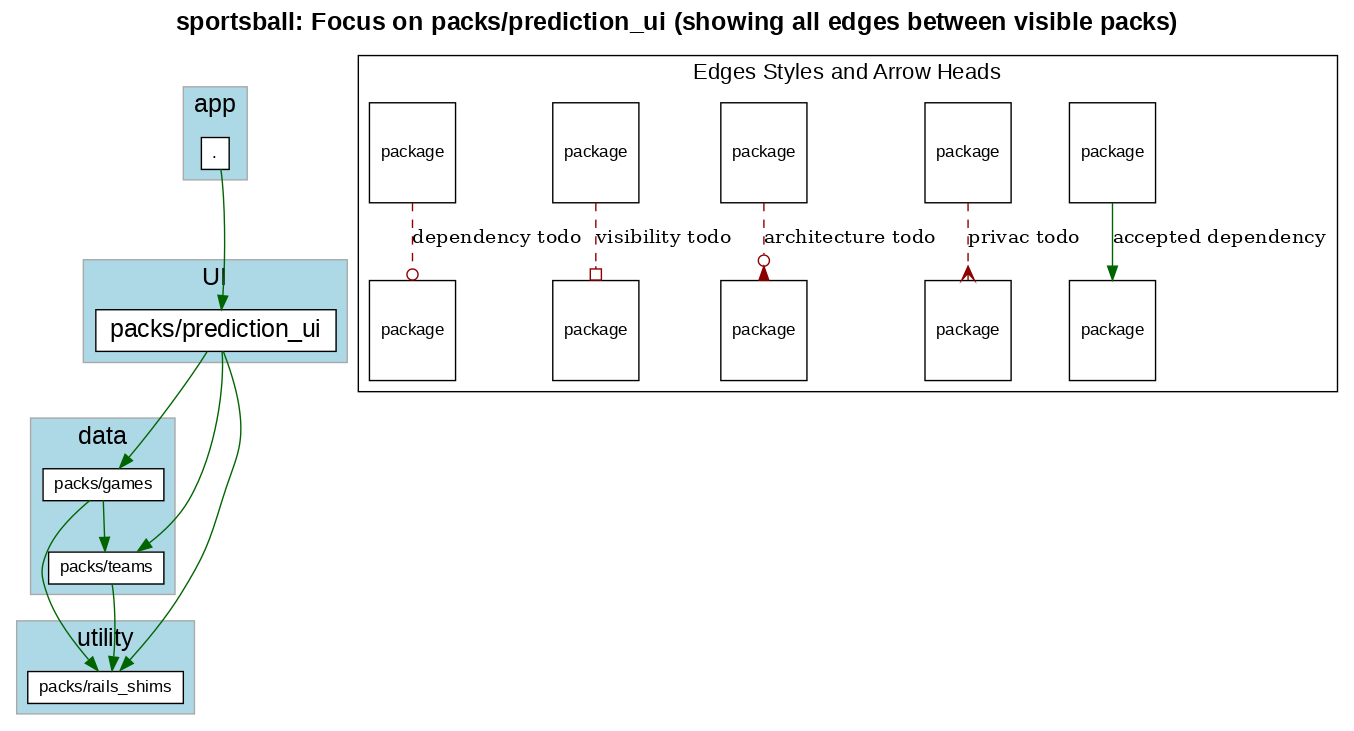 sportsball: Focus on packs/prediction_ui (showing all edges between visible packs)
app
.
UI
packs/prediction_ui
data
packs/games
packs/teams
utility
packs/rails_shims
Edges Styles and Arrow Heads
package
package
package
package
package
dependency todo
visibility todo
architecture todo
privac todo
accepted dependency
package
package
package
package
package